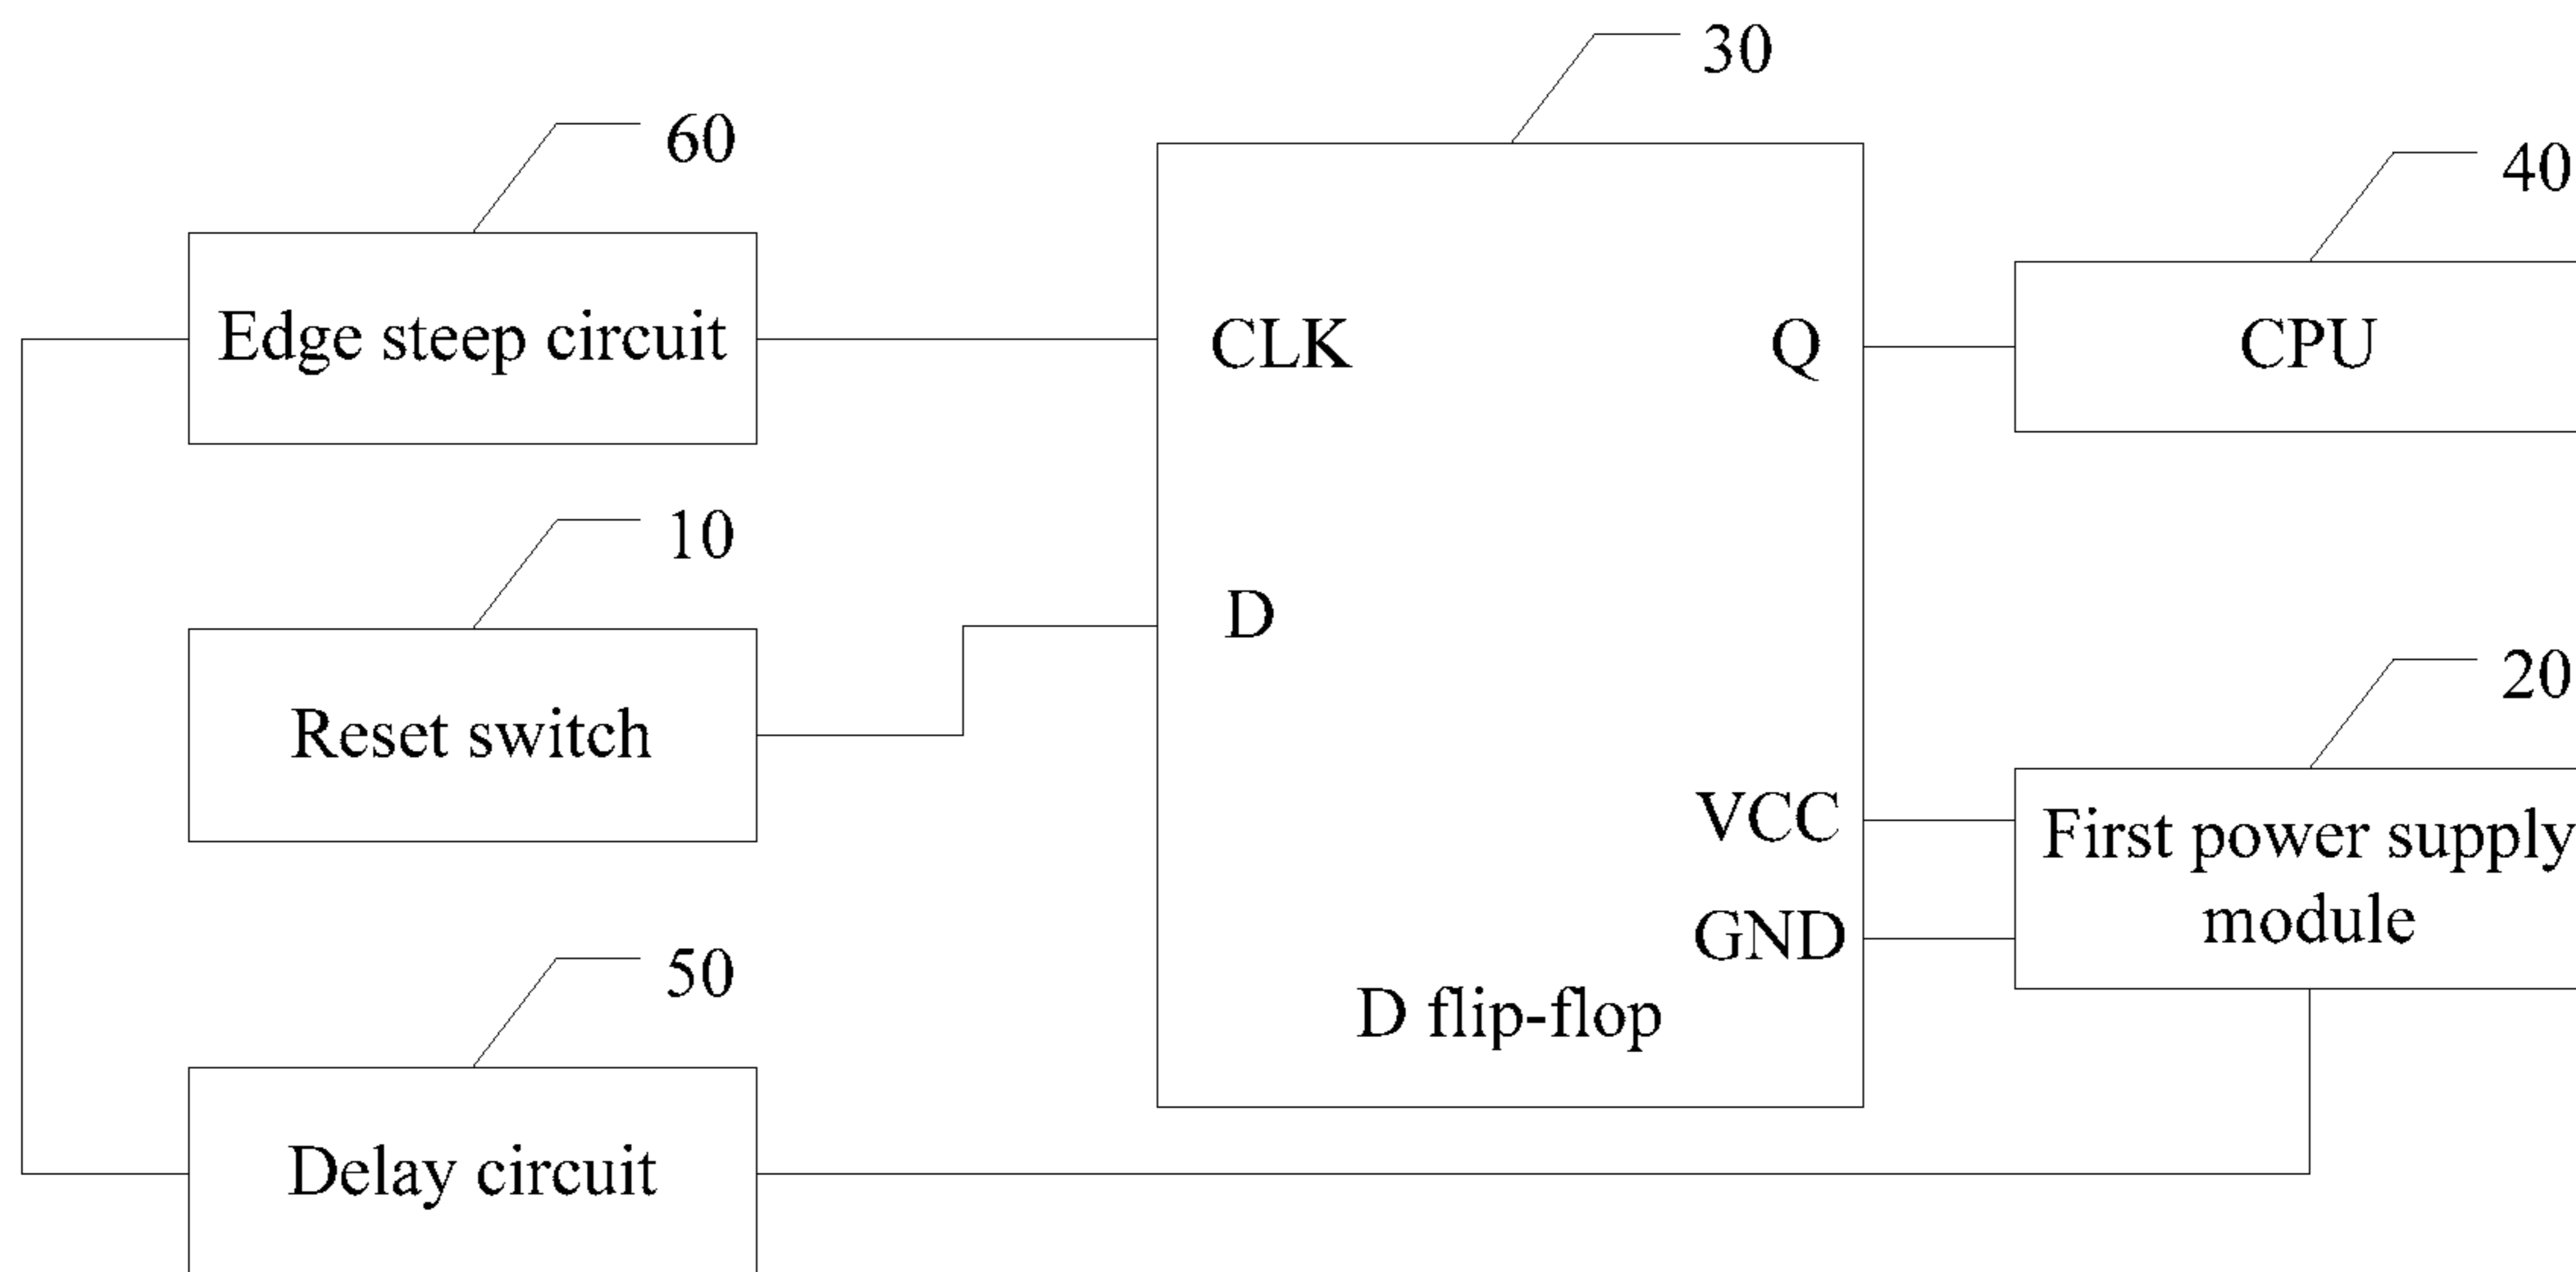 30
60
40
Edge steep circuit
CLK
Q
CPU
10
D
Reset switch
20
VCC
First power supply
module
GND
50
D flip-flop
Delay circuit